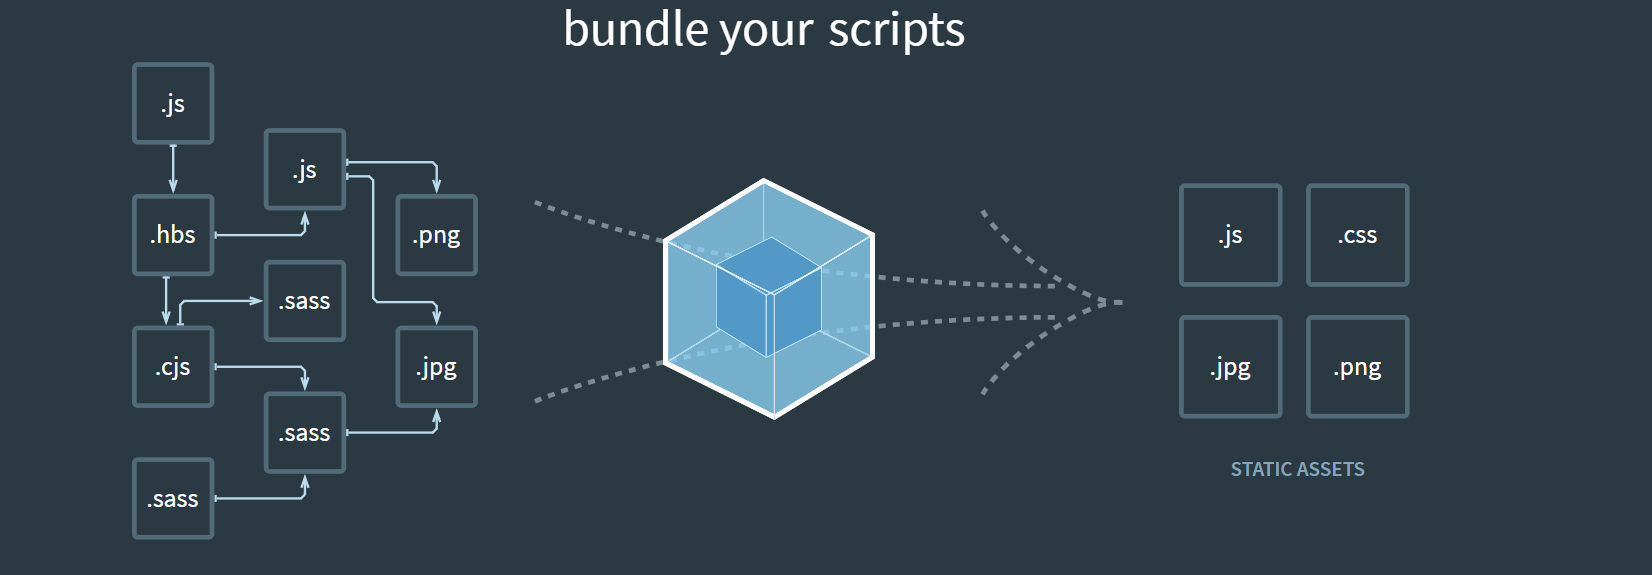 bundle your scripts
.js
.js
.hbs
.png
.sass
.cjs
.jpg
.sass
.sass
.js
.css
.jpg
.png
STATIC ASSETS